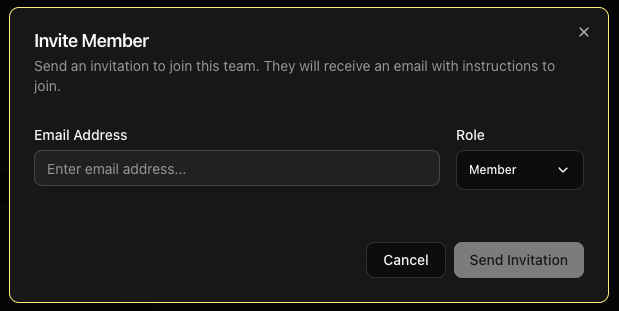 Invite Member
Send an invitation to join this team. They will receive an email with instructions to
join.
Email Address
Role
Enter email address...
Member
Cancel
Send Invitation